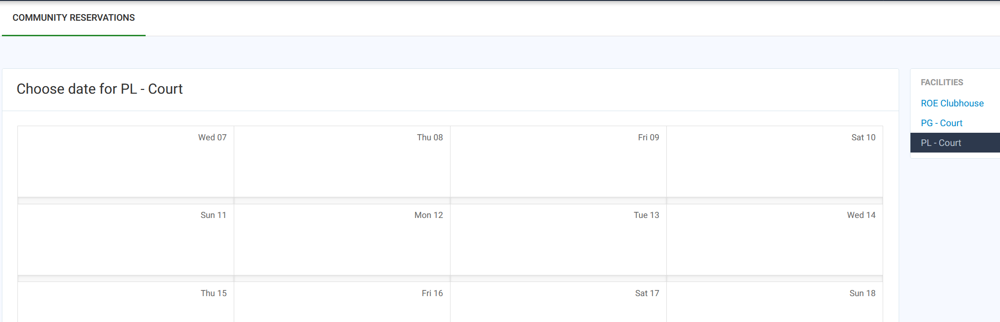 COMMUNITY RESERVATIONS
Choose date for PL - Court
Wed 07
Thu 08
Fri 09
Sat 10
Sun 11
Mon 12
Tue 13
Wed 14
Thu 15
Fri 16
Sat 17
Sun 18
FACILITIES
ROE Clubhouse
PG - Court
PL - Court